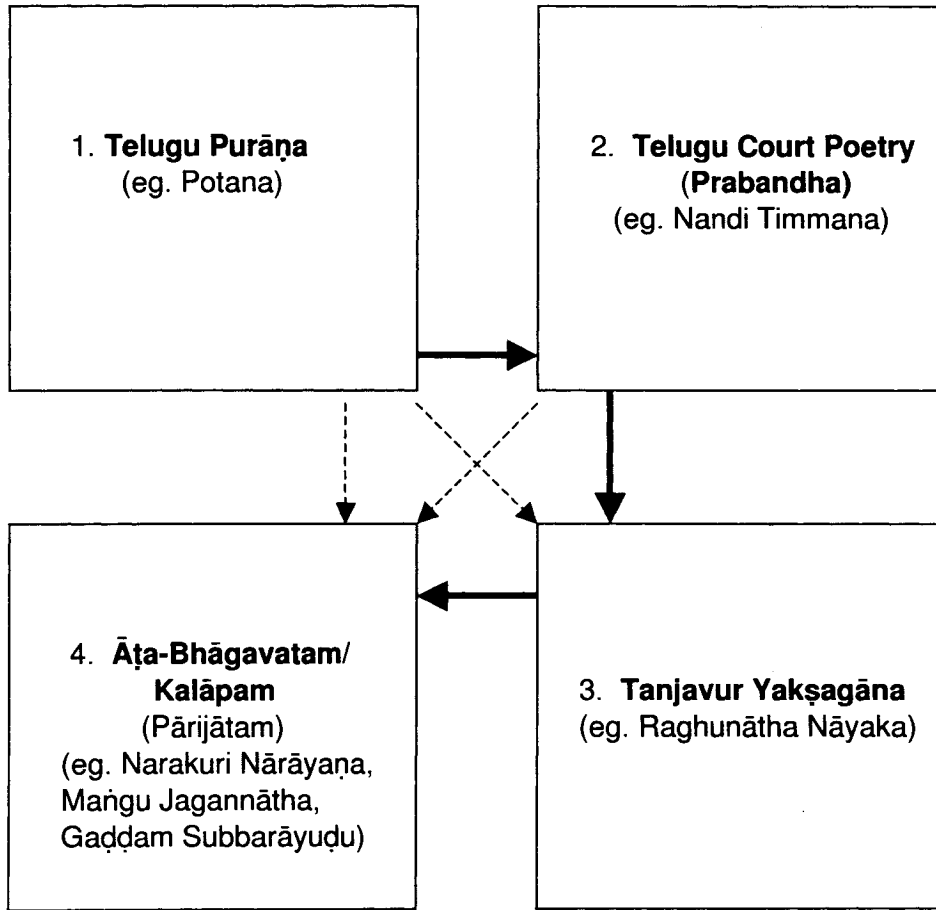 1. Telugu Purāṇa
(eg. Potana)
2. Telugu Court Poetry
(Prabandha)
(eg. Nandi Timmana)
4. Āṭa-Bhāgavatam/
Kalāpam
(Pārijātam)
(eg. Narakuri Nārāyaṇa,
Maṅgu Jagannātha,
Gaḍḍam Subbarāyuḍu)
3. Tanjavur Yakṣagāna
(eg. Raghunātha Nāyaka)